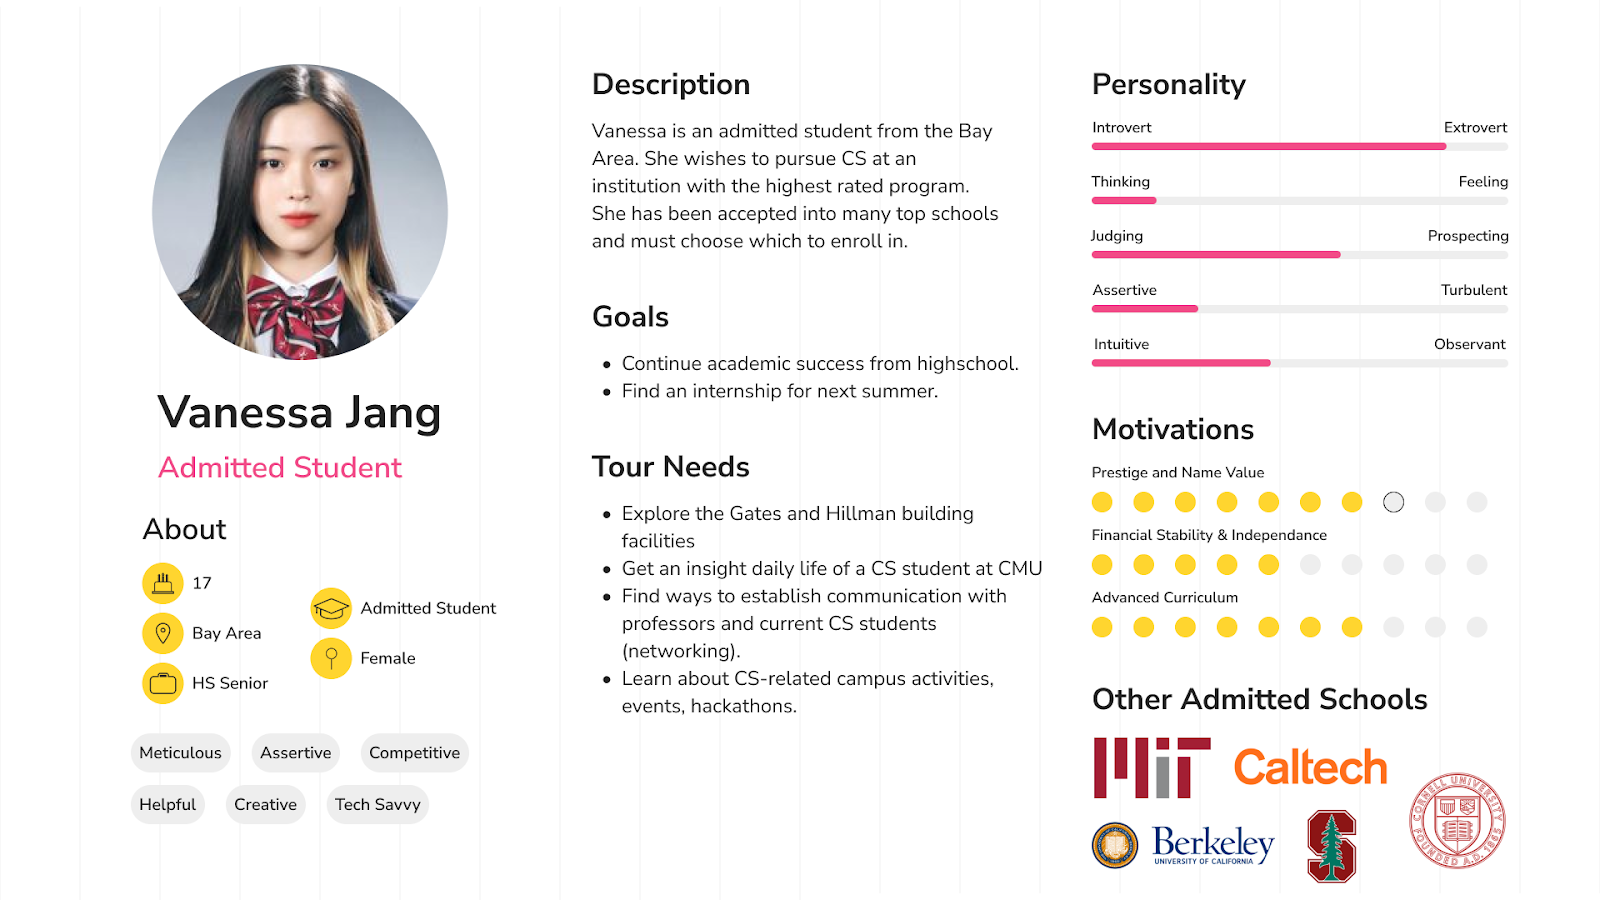 Vanessa Jang
Admitted Student
About
17
Bay Area
HS Senior
Admitted Student
Female
Meticulous
Assertive
Competitive
Helpful
Creative
Tech Savvy
Description
Vanessa is an admitted student from the Bay
Area. She wishes to pursue CS at an
institution with the highest rated program.
She has been accepted into many top schools
and must choose which to enroll in.
Goals
• Continue academic success from highschool.
• Find an internship for next summer.
Tour Needs
• Explore the Gates and Hillman building
facilities
• Get an insight daily life of a CS student at CMU
• Find ways to establish communication with
professors and current CS students
(networking).
• Learn about CS-related campus activities,
events, hackathons.
Personality
Introvert Extrovert
Thinking Feeling
Judging Prospecting
Assertive Turbulent
Intuitive Observant
Motivations
Prestige and Name Value
Financial Stability & Independance
Advanced Curriculum
Other Admitted Schools
MIT
Caltech
Berkeley
UNIVERSITY OF CALIFORNIA
S
CORNELL UNIVERSITY
FOUNDED A.D. 1865